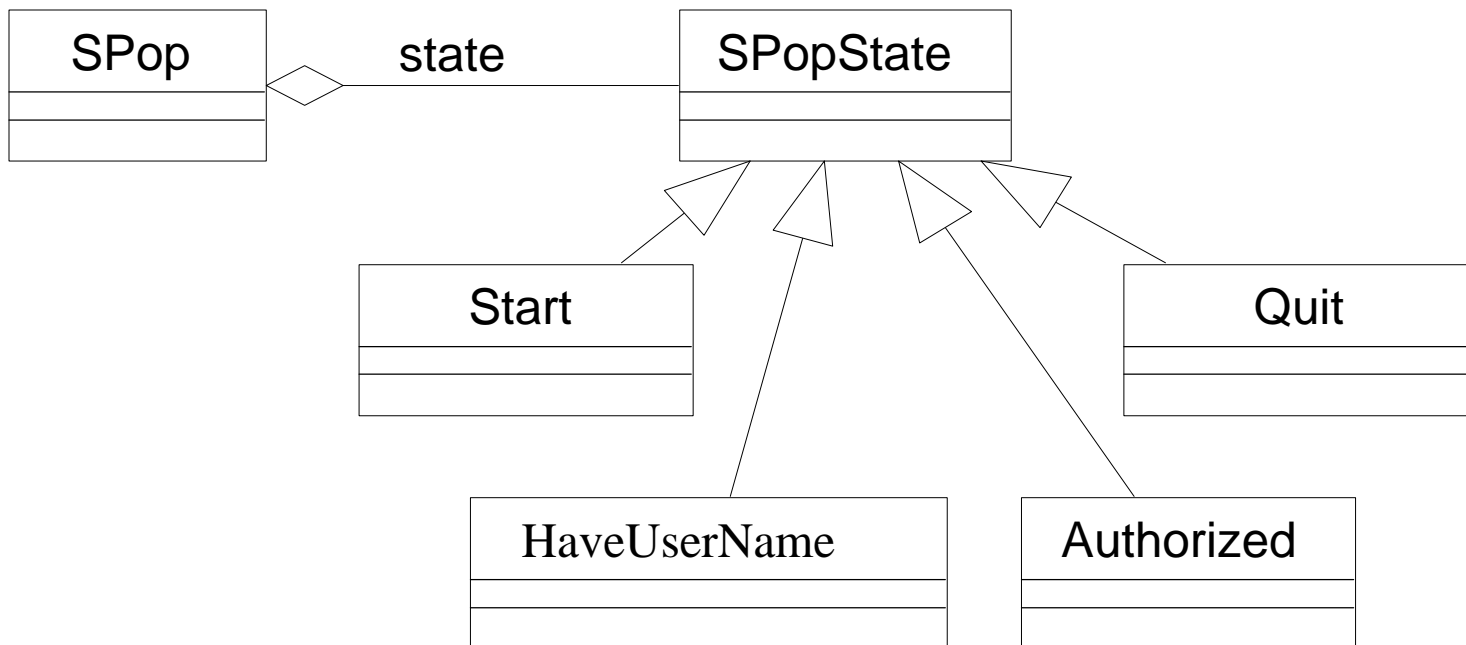 SPop
state
SPopState
Start
Quit
HaveUserName
Authorized